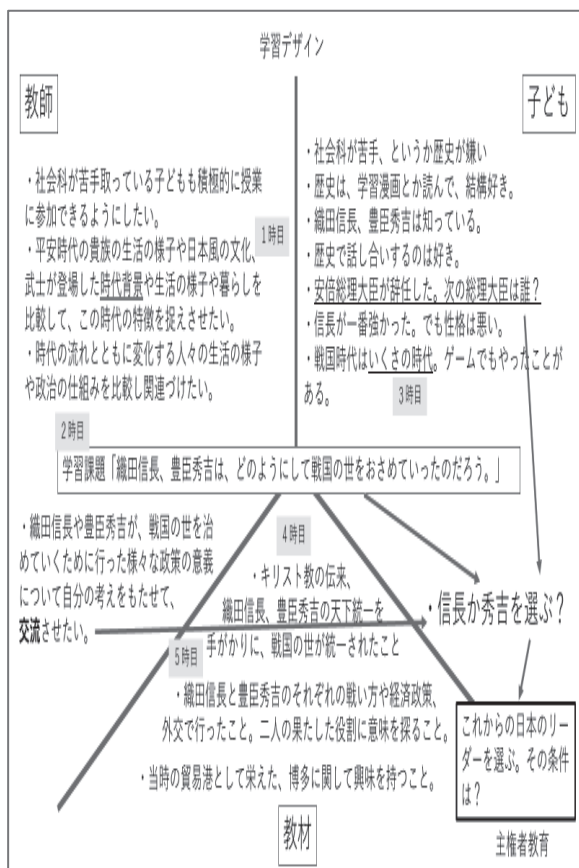 学習デザイン
教師
・社会科が苦手取っている子どもも積極的に授業
に参加できるようにしたい。
・平安時代の貴族の生活の様子や日本風の文化、
武士が登場した時代背景や生活の様子や暮らしを
比較して、この時代の特徴を捉えさせたい。
・時代の流れとともに変化する人々の生活の様子
や政治の仕組みを比較し関連づけたい。
1時目
子ども
・社会科が苦手、というか歴史が嫌い
・歴史は、学習漫画とか読んで、結構好き。
・織田信長、豊臣秀吉は知っている。
・歴史で話し合いするのは好き。
・安倍総理大臣が辞任した。次の総理大臣は誰？
・信長が一番強かった。でも性格は悪い。
・戦国時代はいくさの時代。ゲームでもやったことが
ある。
3時目
2時目
学習課題「織田信長、豊臣秀吉は、どのようにして戦国の世をおさめていったのだろう。」
・織田信長や豊臣秀吉が、戦国の世を治
めていくために行った様々な政策の意義
について自分の考えをもたせて、
交流させたい。
4時目
・キリスト教の伝来、
織田信長、豊臣秀吉の天下統一を
手がかりに、戦国の世が統一されたこと
5時目
・織田信長と豊臣秀吉のそれぞれの戦い方や経済政策、
外交で行ったこと。二人の果たした役割に意味を探ること。
・当時の貿易港として栄えた、博多に関して興味を持つこと。
教材
・信長か秀吉を選ぶ？
これからの日本のリー
ダーを選ぶ。その条件
は？
主権者教育